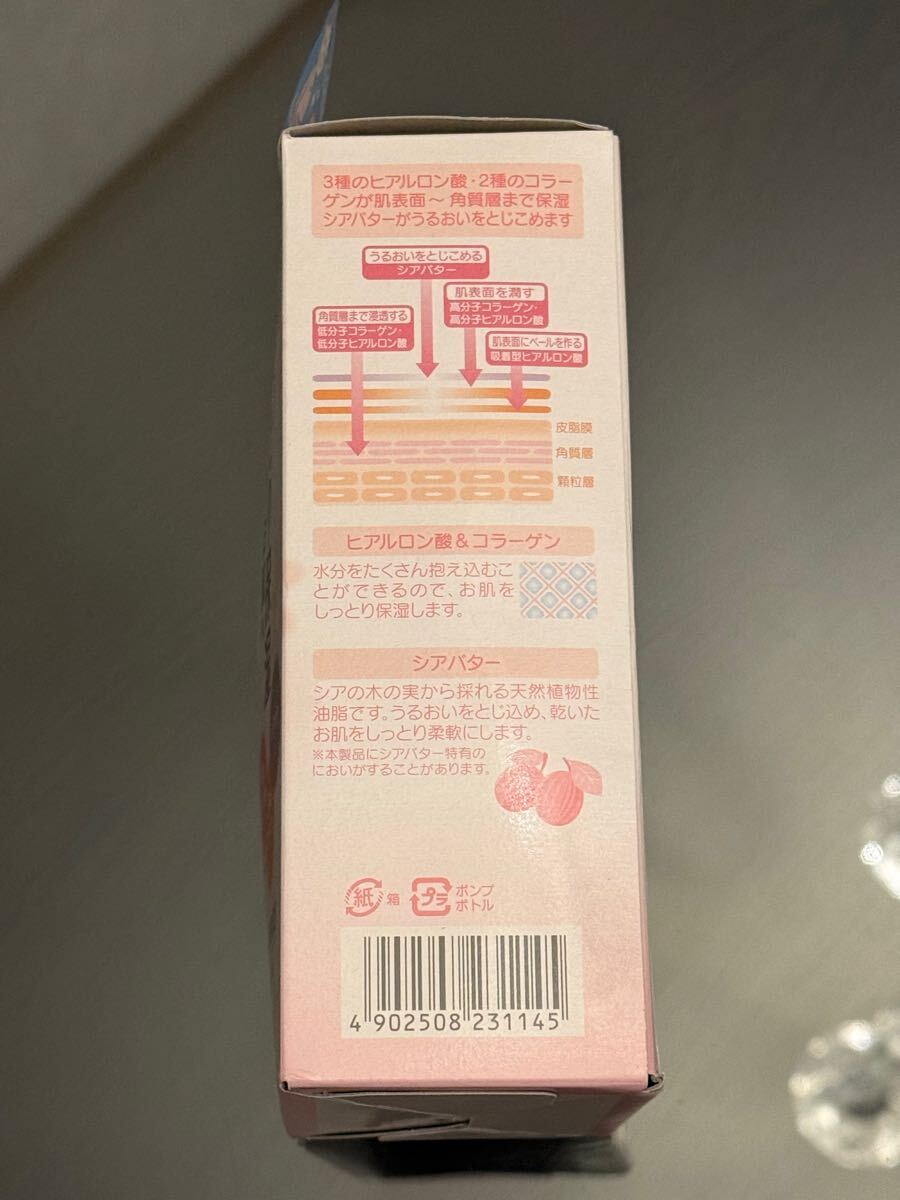 3種のヒアルロン酸・2種のコラー
ゲンが肌表面～角質層まで保湿
シアバターがうるおいをとじこめます
うるおいをとじこめる
シアバター
肌表面を潤す
高分子コラーゲン・
高分子ヒアルロン酸
角質層まで浸透する
低分子コラーゲン・
低分子ヒアルロン酸
肌表面にベールを作る
吸着型ヒアルロン酸
皮脂膜
角質層
顆粒層
ヒアルロン酸＆コラーゲン
水分をたくさん抱え込むこ
とができるので、お肌を
しっとり保湿します。
シアバター
シアの木の実から採れる天然植物性
油脂です。うるおいをとじ込め、乾いた
お肌をしっとり柔軟にします。
※本製品にシアバター特有の
においがすることがあります。
紙 箱 プラ ポンプ
ボトル
4 902508 231145